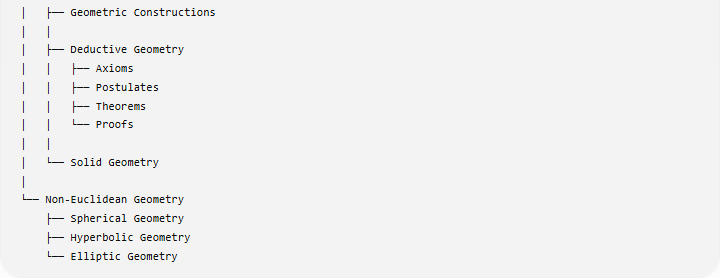 │   ├── Geometric Constructions
│   │
│   ├── Deductive Geometry
│   │   ├── Axioms
│   │   ├── Postulates
│   │   ├── Theorems
│   │   └── Proofs
│   │
│   └── Solid Geometry
│
└── Non-Euclidean Geometry
    ├── Spherical Geometry
    ├── Hyperbolic Geometry
    └── Elliptic Geometry